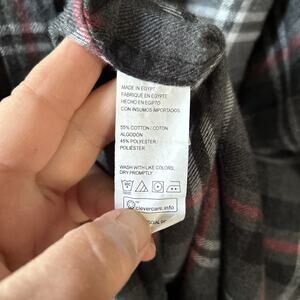 MADE IN EGYPT
FABRIQUÉ EN EGYPTE
HECHO EN EGIPTO
CON INSUMOS IMPORTADOS
55% COTTON / COTON
ALGODÓN
45% POLYESTER /
POLIÉSTER
WASH WITH LIKE COLORS,
DRY PROMPTLY
clevercare.info